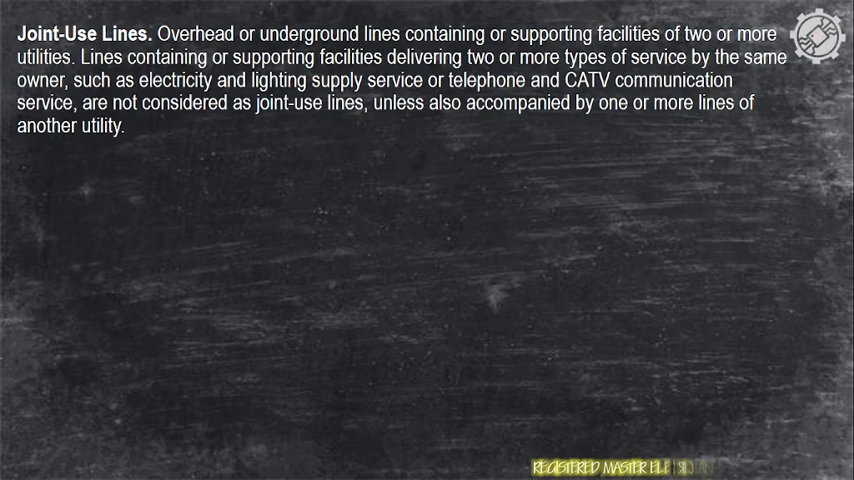 Joint-Use Lines. Overhead or underground lines containing or supporting facilities of two or more
utilities. Lines containing or supporting facilities delivering two or more types of service by the same
owner, such as electricity and lighting supply service or telephone and CATV communication
service, are not considered as joint-use lines, unless also accompanied by one or more lines of
another utility.
REGISTERED MASTER